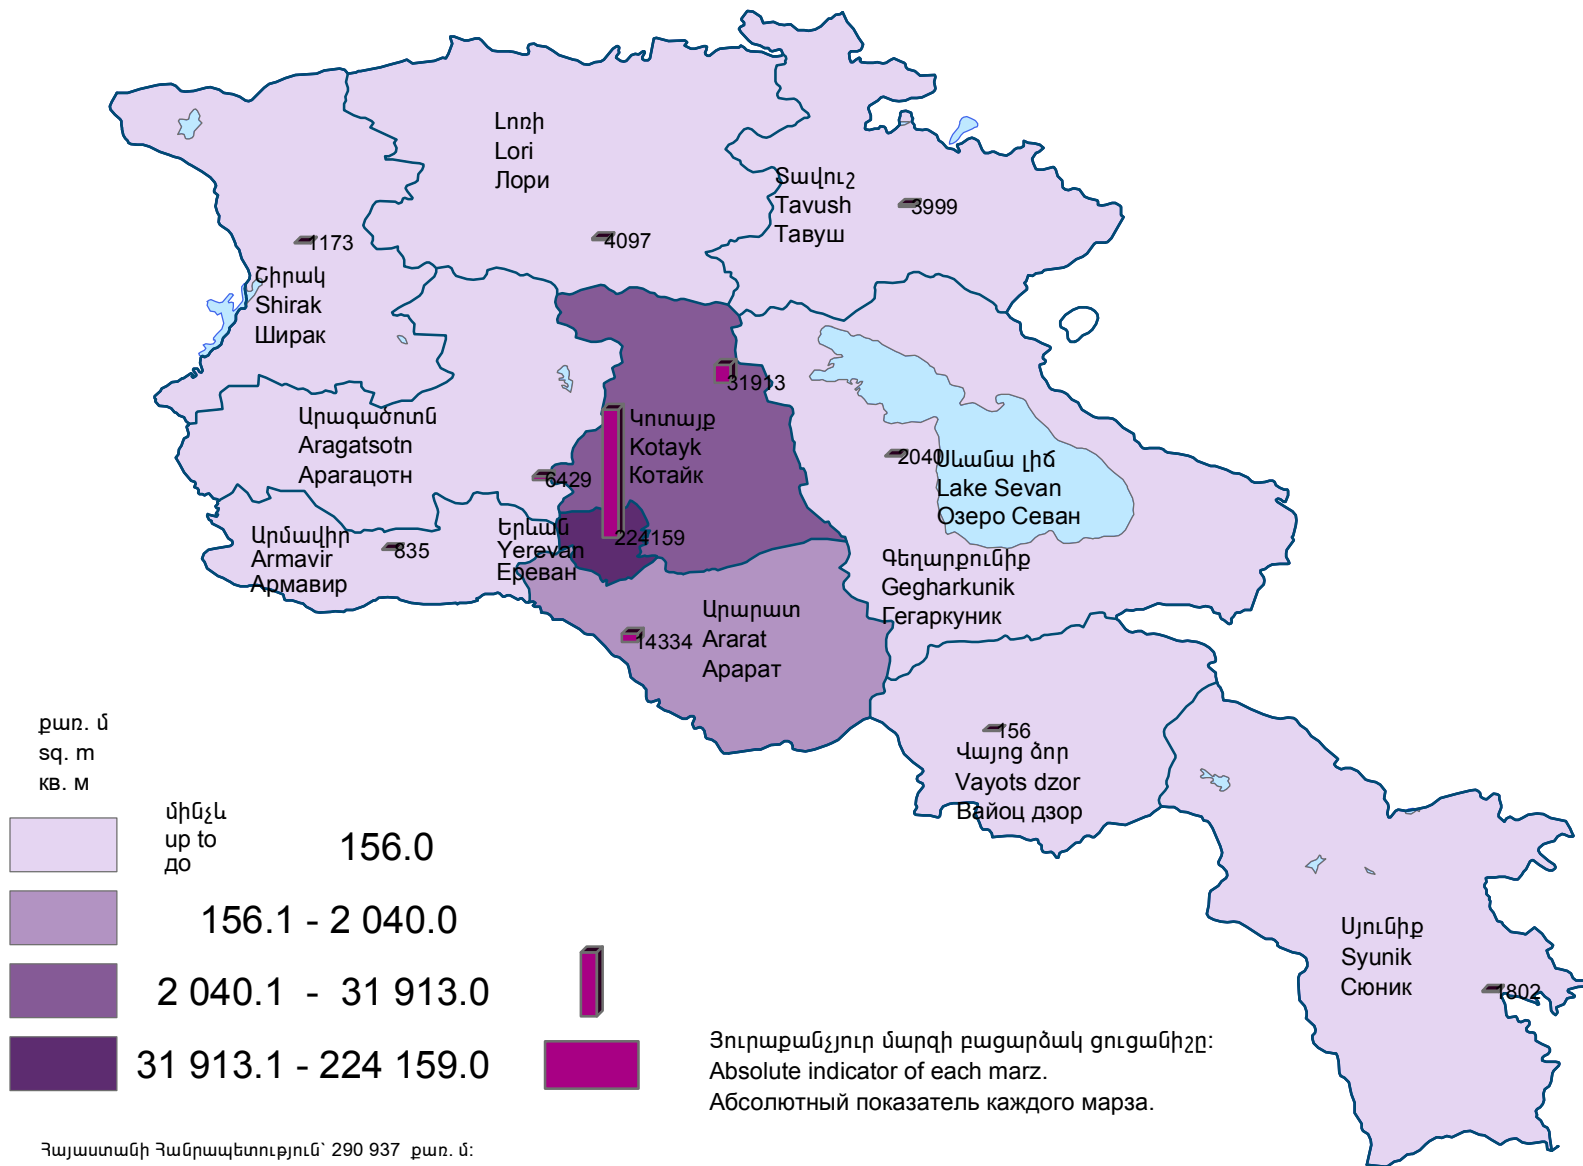 Լոռի
Lori
Лори
4097
Տավուշ
Tavush
Тавуш
3999
1173
Շիրակ
Shirak
Ширак
31913
Արագածոտն
Aragatsotn
Арагацотн
6429
Կոտայք
Kotayk
Котайк
2040
Սևանա լիճ
Lake Sevan
Озеро Севан
Արմավիր
Armavir
Армавир
835
Երևան
Yerevan
Ереван
224159
Գեղարքունիք
Gegharkunik
Гегаркуник
Արարատ
Ararat
Арарат
14334
156
Վայոց ձոր
Vayots dzor
Вайоц дзор
Սյունիք
Syunik
Сюник
1802
քառ. մ
sq. m
кв. м
մինչև
up to
до
156.0
156.1 - 2 040.0
2 040.1 - 31 913.0
31 913.1 - 224 159.0
Յուրաքանչյուր մարզի բացարձակ ցուցանիշը:
Absolute indicator of each marz.
Абсолютный показатель каждого марза.
Հայաստանի Հանրապետություն՝ 290 937 քառ. մ: